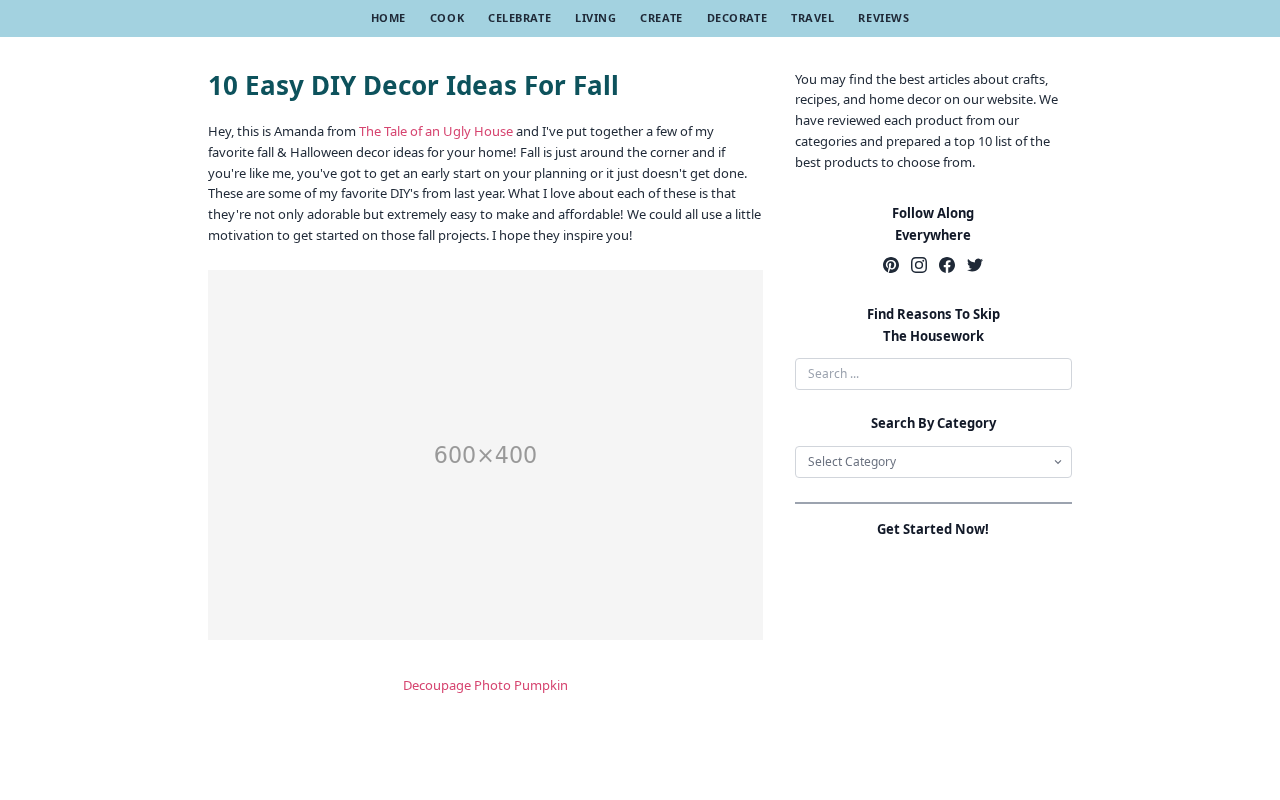 HOME COOK CELEBRATE LIVING CREATE DECORATE TRAVEL REVIEWS
10 Easy DIY Decor Ideas For Fall
Hey, this is Amanda from The Tale of an Ugly House and I've put together a few of my
favorite fall & Halloween decor ideas for your home! Fall is just around the corner and if
you're like me, you've got to get an early start on your planning or it just doesn't get done.
These are some of my favorite DIY's from last year. What I love about each of these is that
they're not only adorable but extremely easy to make and affordable! We could all use a little
motivation to get started on those fall projects. I hope they inspire you!
600×400
Decoupage Photo Pumpkin
You may find the best articles about crafts,
recipes, and home decor on our website. We
have reviewed each product from our
categories and prepared a top 10 list of the
best products to choose from.
Follow Along
Everywhere
Find Reasons To Skip
The Housework
Search ...
Search By Category
Select Category
Get Started Now!